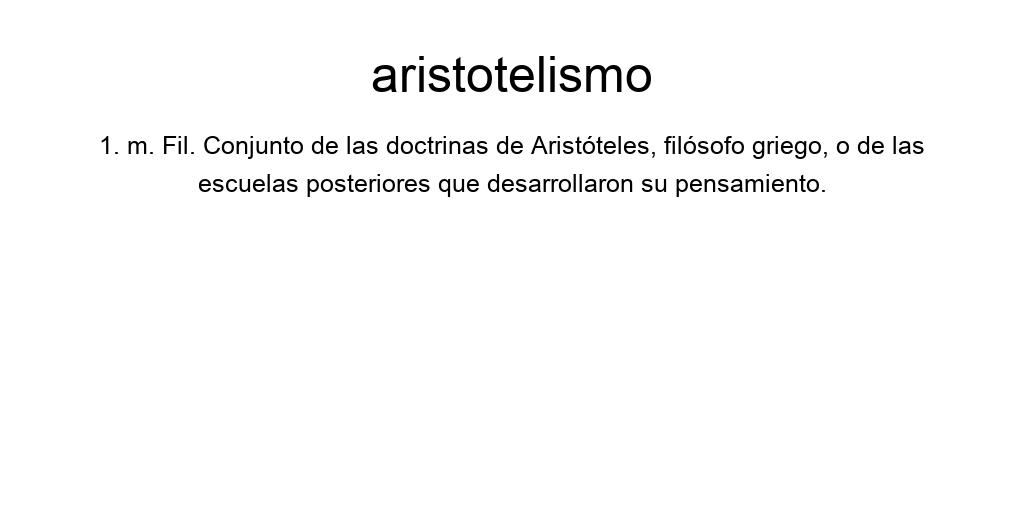 aristotelismo
1. m. Fil. Conjunto de las doctrinas de Aristóteles, filósofo griego, o de las
escuelas posteriores que desarrollaron su pensamiento.